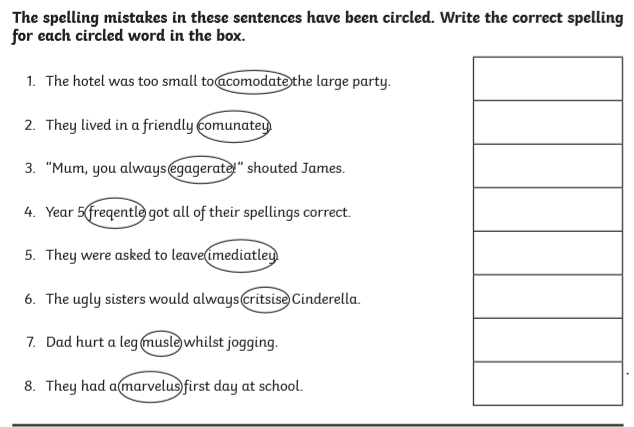 The spelling mistakes in these sentences have been circled. Write the correct spelling
for each circled word in the box.
1. The hotel was too small to acomodate the large party.
2. They lived in a friendly comunatey.
3. “Mum, you always egagerate!” shouted James.
4. Year 5 freqentle got all of their spellings correct.
5. They were asked to leave imediatley.
6. The ugly sisters would always critsise Cinderella.
7. Dad hurt a leg musle whilst jogging.
8. They had a marvelus first day at school.
.